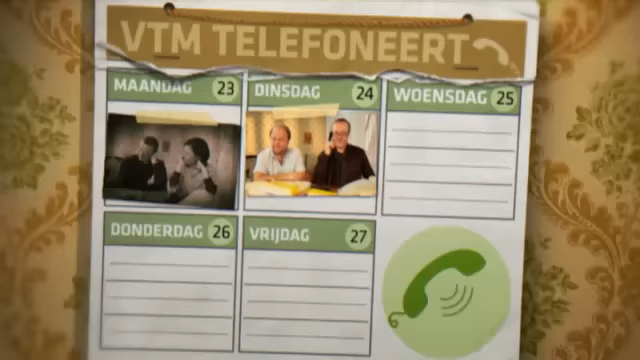 VTM TELEFONEERT
MAANDAG 23
DINSDAG 24
WOENSDAG 25
DONDERDAG 26
VRIJDAG 27